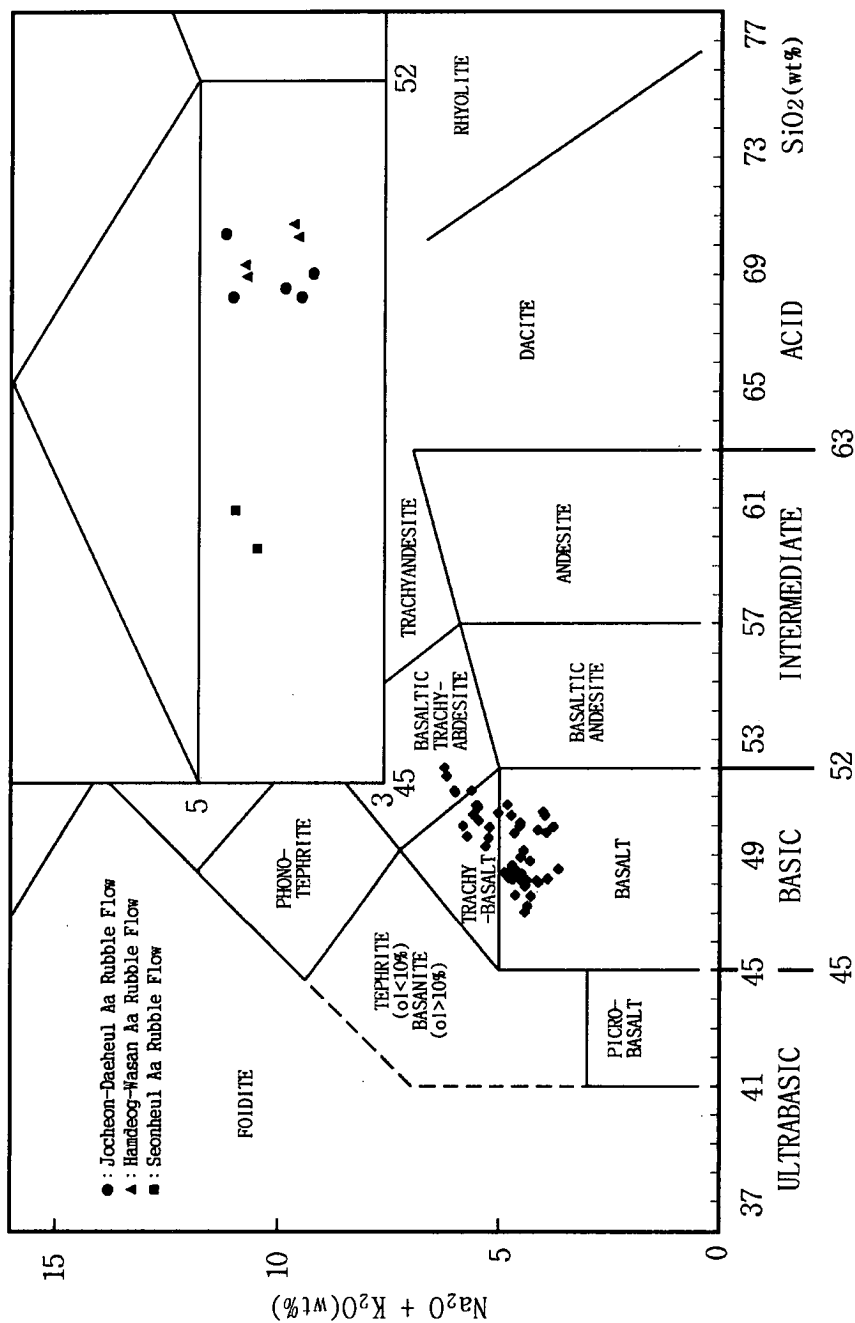 Na₂O + K₂O(wt%)
15
10
5
0
● : Jocheon-Daeheul Aa Rubble Flow
▲ : Hamdeog-Wasan Aa Rubble Flow
■ : Seonheul Aa Rubble Flow
FOIDITE
PHONO-
TEPHRITE
TEPHRITE
(ol<10%)
BASANITE
(ol>10%)
PICRO-
BASALT
TRACHY
-BASALT
BASALT
BASALTIC
TRACHY-
ABDESITE
BASALTIC
ANDESITE
TRACHYANDESITE
ANDESITE
DACITE
RHYOLITE
5
3
45
52
37
41
45
49
53
57
61
65
69
73
77
SiO₂(wt%)
ULTRABASIC
BASIC
INTERMEDIATE
ACID
45
52
63